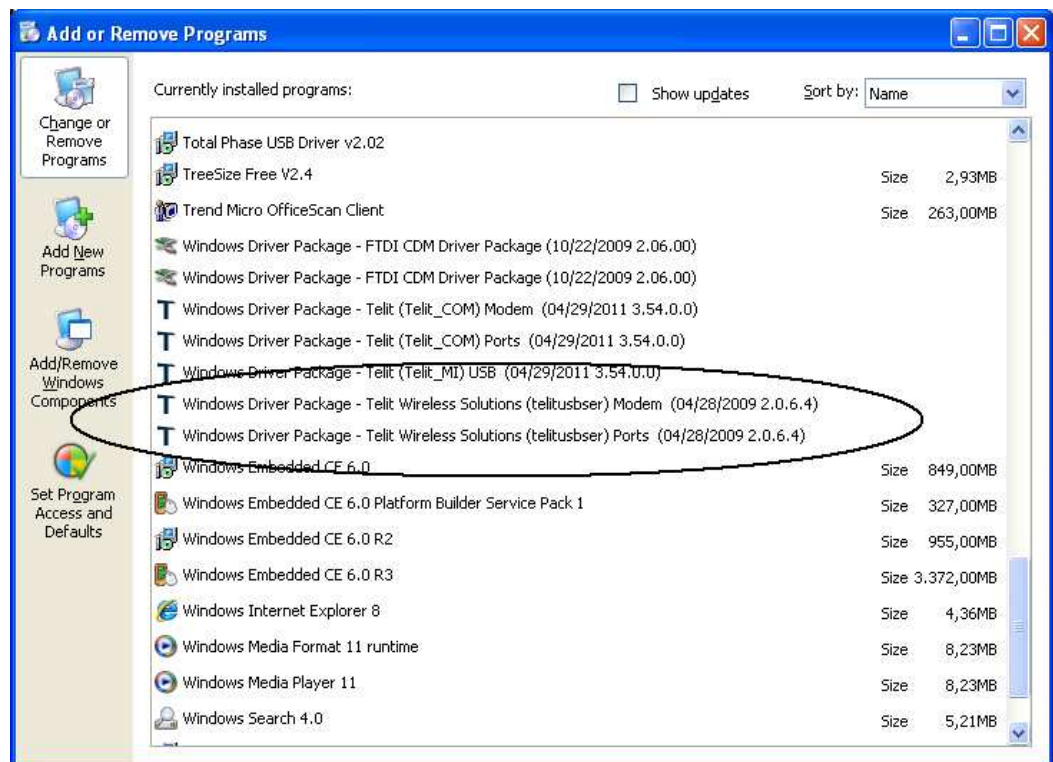 Add or Remove Programs
Change or
Remove
Programs
Add New
Programs
Add/Remove
Windows
Components
Set Program
Access and
Defaults
Currently installed programs:
Show updates
Sort by: Name
Total Phase USB Driver v2.02
TreeSize Free V2.4 Size 2,93MB
Trend Micro OfficeScan Client Size 263,00MB
Windows Driver Package - FTDI CDM Driver Package (10/22/2009 2.06.00)
Windows Driver Package - FTDI CDM Driver Package (10/22/2009 2.06.00)
Windows Driver Package - Telit (Telit_COM) Modem (04/29/2011 3.54.0.0)
Windows Driver Package - Telit (Telit_COM) Ports (04/29/2011 3.54.0.0)
Windows Driver Package - Telit (Telit_MI) USB (04/29/2011 3.54.0.0)
Windows Driver Package - Telit Wireless Solutions (telitusbser) Modem (04/28/2009 2.0.6.4)
Windows Driver Package - Telit Wireless Solutions (telitusbser) Ports (04/28/2009 2.0.6.4)
Windows Embedded CE 6.0 Size 849,00MB
Windows Embedded CE 6.0 Platform Builder Service Pack 1 Size 327,00MB
Windows Embedded CE 6.0 R2 Size 955,00MB
Windows Embedded CE 6.0 R3 Size 3.372,00MB
Windows Internet Explorer 8 Size 4,36MB
Windows Media Format 11 runtime Size 8,23MB
Windows Media Player 11 Size 8,23MB
Windows Search 4.0 Size 5,21MB